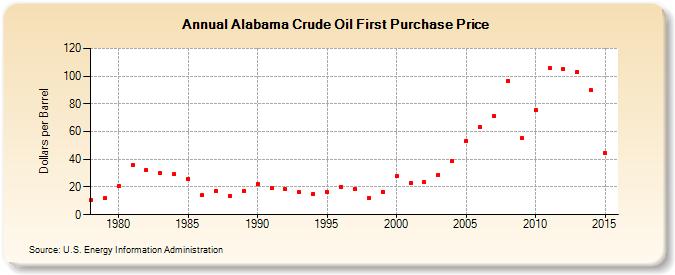 Annual Alabama Crude Oil First Purchase Price
Dollars per Barrel
120
100
80
60
40
20
0
1980 1985 1990 1995 2000 2005 2010 2015
Source: U.S. Energy Information Administration